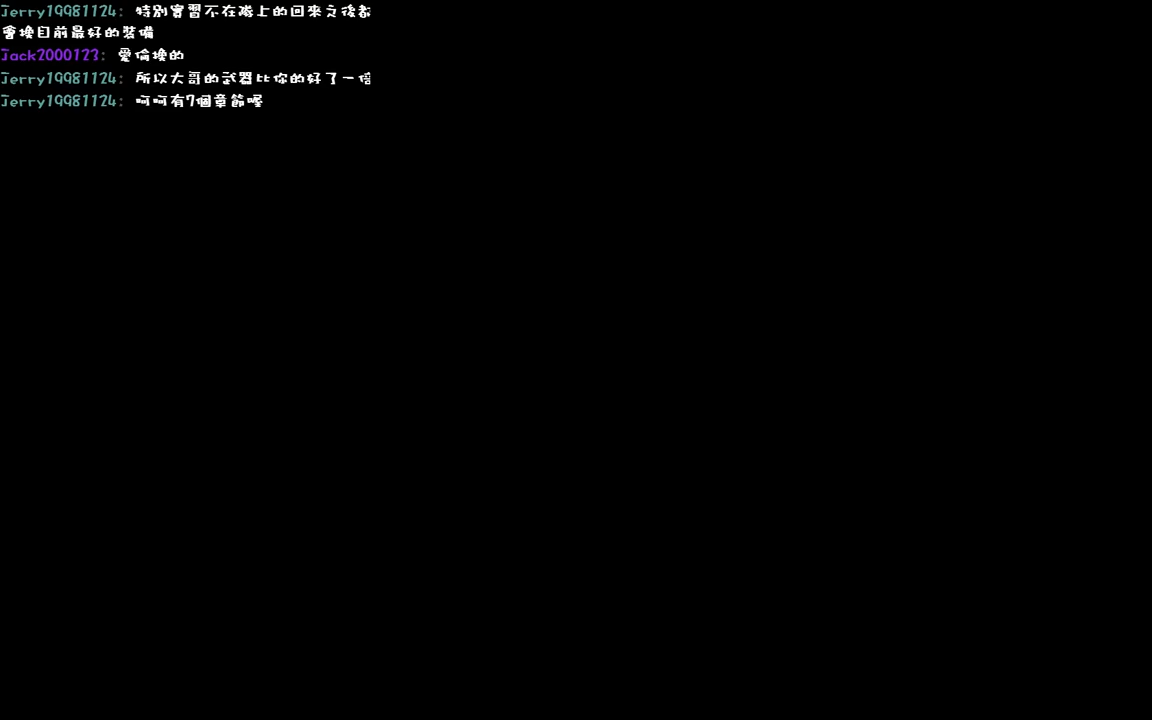 Jerry19981124: 特別實習不在隊上的回來之後都
會換目前最好的裝備
Jack2000123: 愛偷換的
Jerry19981124: 所以大哥的武器比你的好了一倍
Jerry19981124: 呵呵有7個章節喔